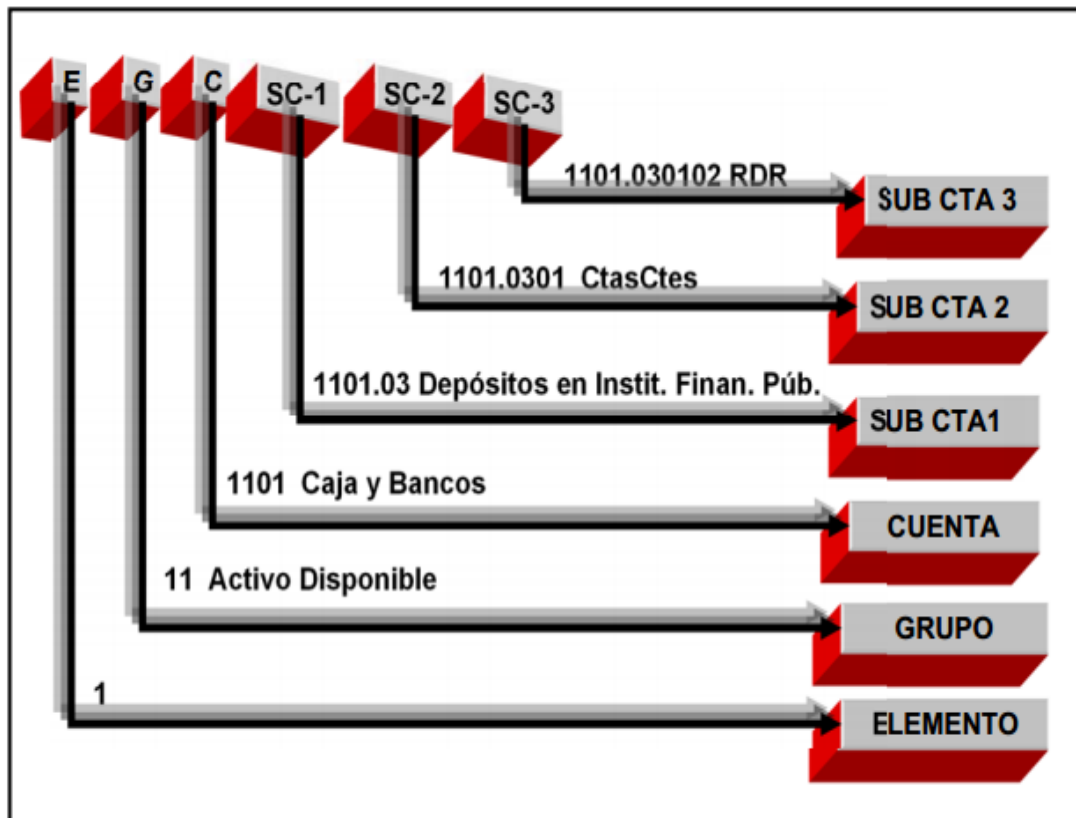 E G C SC-1 SC-2 SC-3
1101.030102 RDR
SUB CTA 3
1101.0301 CtasCtes
SUB CTA 2
1101.03 Depósitos en Instit. Finan. Púb.
SUB CTA1
1101 Caja y Bancos
CUENTA
11 Activo Disponible
GRUPO
1
ELEMENTO